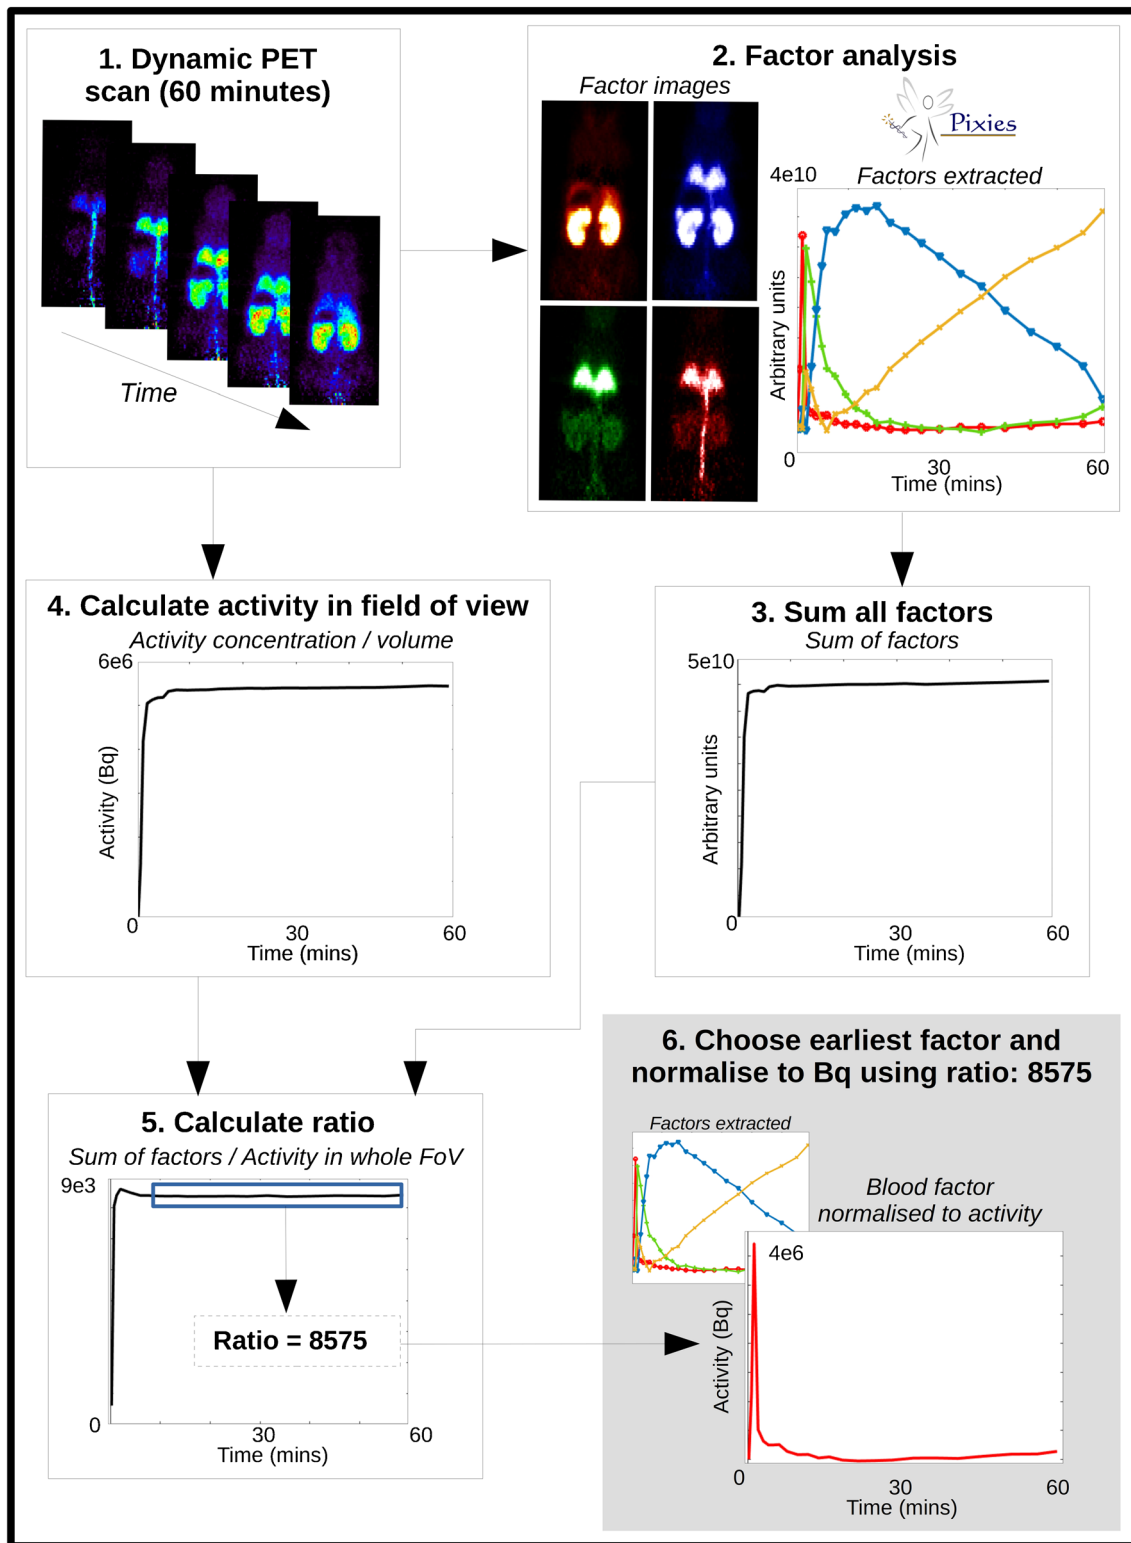 1. Dynamic PET
scan (60 minutes)
Time
2. Factor analysis
Factor images
Pixies
Factors extracted
4e10
Arbitrary units
0
30
60
Time (mins)
4. Calculate activity in field of view
Activity concentration / volume
6e6
Activity (Bq)
0
30
60
Time (mins)
3. Sum all factors
Sum of factors
5e10
Arbitrary units
0
30
60
Time (mins)
5. Calculate ratio
Sum of factors / Activity in whole FoV
9e3
Ratio = 8575
0
30
60
Time (mins)
6. Choose earliest factor and
normalise to Bq using ratio: 8575
Factors extracted
Blood factor
normalised to activity
4e6
Activity (Bq)
0
30
60
Time (mins)